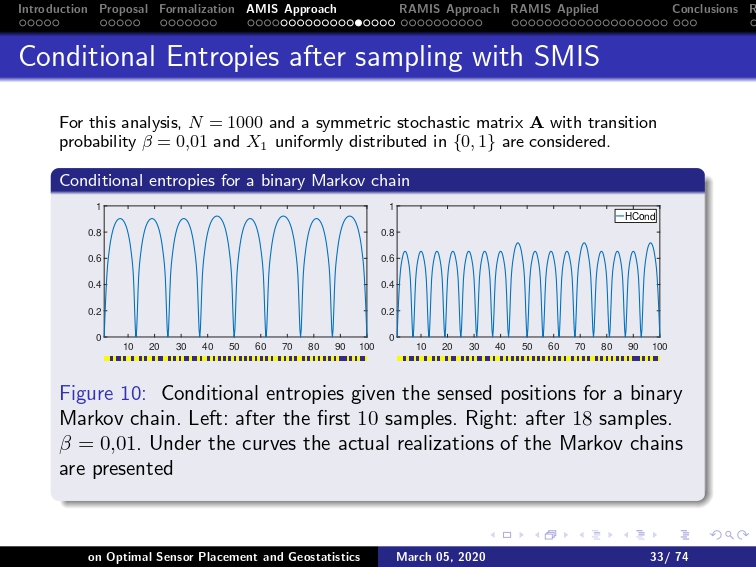 Introduction Proposal Formalization AMIS Approach RAMIS Approach RAMIS Applied Conclusions R
Conditional Entropies after sampling with SMIS
For this analysis, N = 1000 and a symmetric stochastic matrix A with transition
probability β = 0,01 and X₁ uniformly distributed in {0, 1} are considered.
Conditional entropies for a binary Markov chain
1
0.8
0.6
0.4
0.2
0
10 20 30 40 50 60 70 80 90 100
1
0.8
0.6
0.4
0.2
0
10 20 30 40 50 60 70 80 90 100
HCond
Figure 10: Conditional entropies given the sensed positions for a binary
Markov chain. Left: after the first 10 samples. Right: after 18 samples.
β = 0,01. Under the curves the actual realizations of the Markov chains
are presented
on Optimal Sensor Placement and Geostatistics March 05, 2020 33/ 74